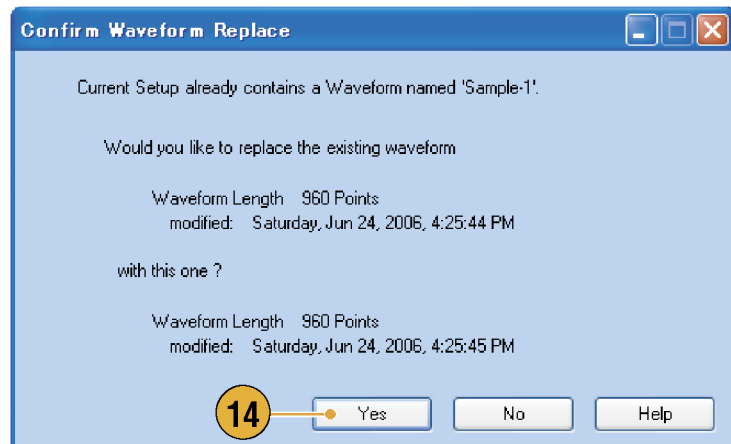 Confirm Waveform Replace
Current Setup already contains a Waveform named 'Sample-1'.
Would you like to replace the existing waveform
Waveform Length 960 Points
modified: Saturday, Jun 24, 2006, 4:25:44 PM
with this one ?
Waveform Length 960 Points
modified: Saturday, Jun 24, 2006, 4:25:45 PM
14 Yes No Help